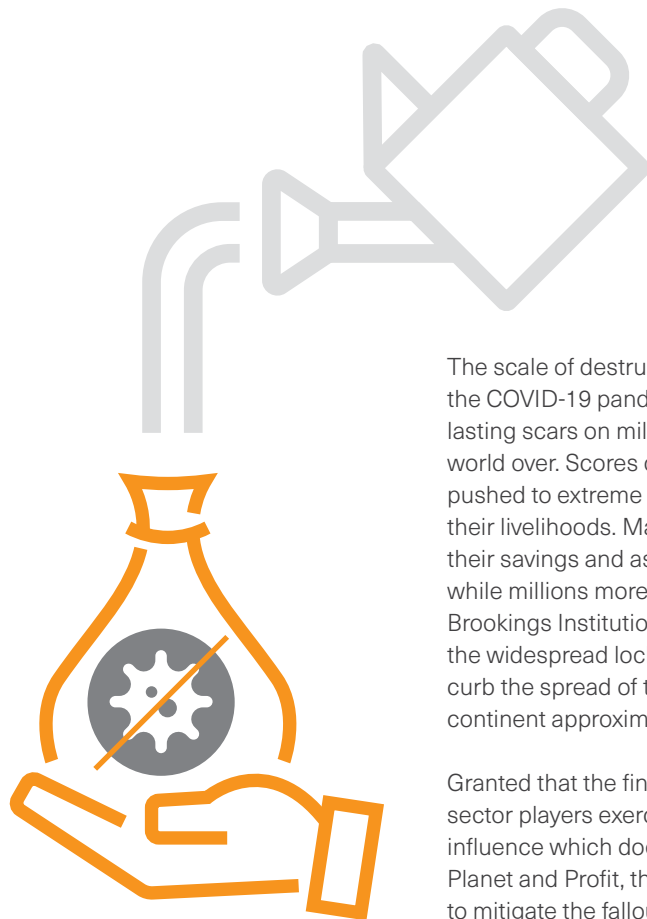 The scale of destru
the COVID-19 pand
lasting scars on mil
world over. Scores
pushed to extreme
their livelihoods. Ma
their savings and as
while millions more
Brookings Institutio
the widespread loc
curb the spread of t
continent approxim
Granted that the fin
sector players exerc
influence which doe
Planet and Profit, th
to mitigate the fallou